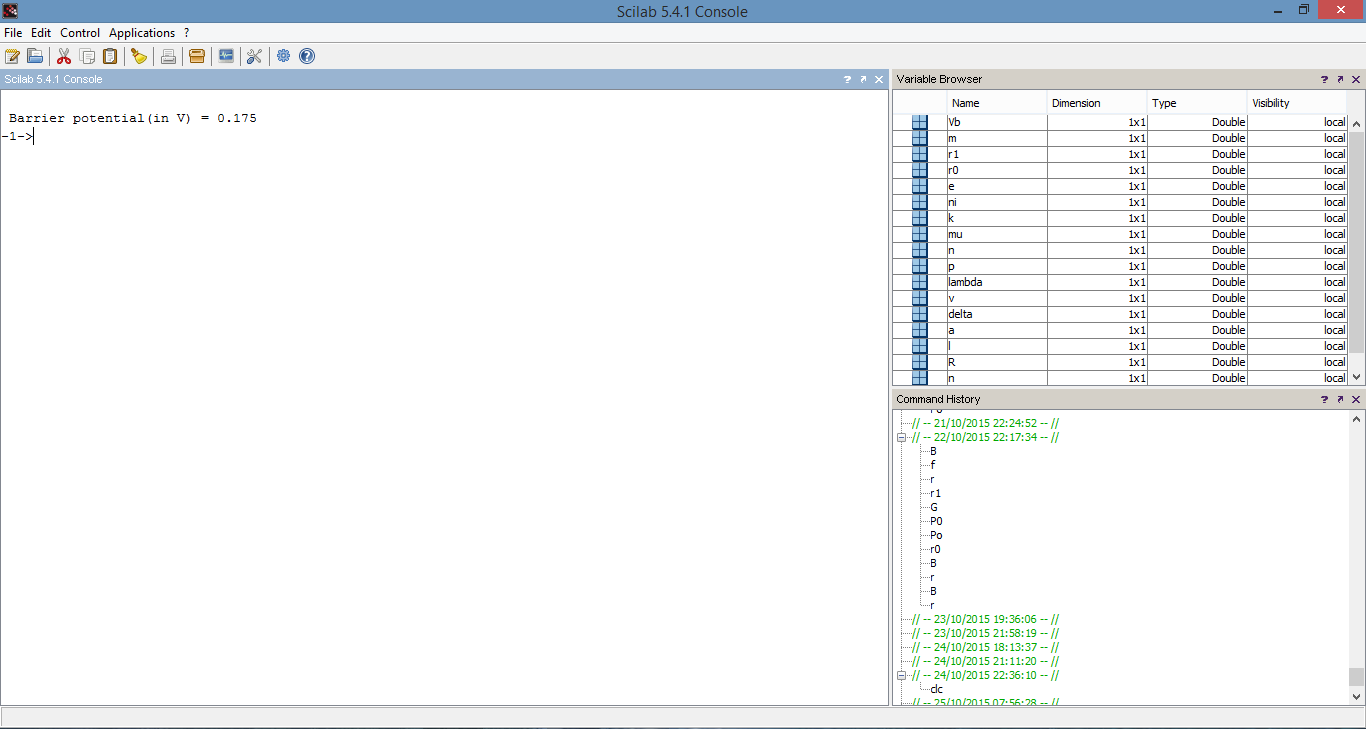 Scilab 5.4.1 Console
File Edit Control Applications ?
Scilab 5.4.1 Console
Barrier potential(in V) = 0.175
-1->
Variable Browser
Name Dimension Type Visibility
Vb 1x1 Double local
m 1x1 Double local
r1 1x1 Double local
r0 1x1 Double local
e 1x1 Double local
ni 1x1 Double local
k 1x1 Double local
mu 1x1 Double local
n 1x1 Double local
p 1x1 Double local
lambda 1x1 Double local
v 1x1 Double local
delta 1x1 Double local
a 1x1 Double local
l 1x1 Double local
R 1x1 Double local
n 1x1 Double local
Command History
// -- 21/10/2015 22:24:52 -- //
// -- 22/10/2015 22:17:34 -- //
B
f
r
r1
G
P0
Po
r0
B
r
B
r
// -- 23/10/2015 19:36:06 -- //
// -- 23/10/2015 21:58:19 -- //
// -- 24/10/2015 18:13:37 -- //
// -- 24/10/2015 21:11:20 -- //
// -- 24/10/2015 22:36:10 -- //
clc
// -- 25/10/2015 07:56:28 -- //